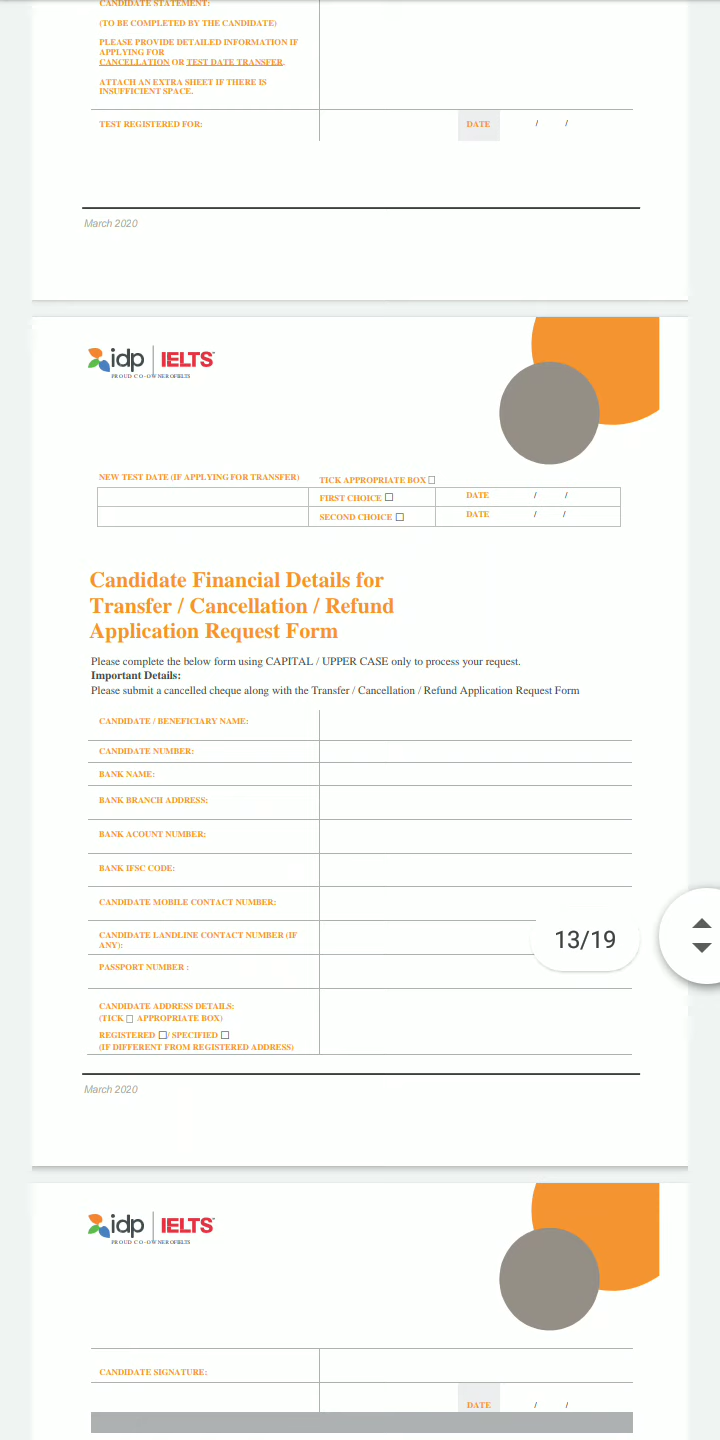 CANDIDATE STATEMENT:
(TO BE COMPLETED BY THE CANDIDATE)
PLEASE PROVIDE DETAILED INFORMATION IF
APPLYING FOR
CANCELLATION OR TEST DATE TRANSFER.
ATTACH AN EXTRA SHEET IF THERE IS
INSUFFICIENT SPACE.
TEST REGISTERED FOR: DATE / /
March 2020
idp IELTS
PROUD CO-OWNER OF IELTS
NEW TEST DATE (IF APPLYING FOR TRANSFER) TICK APPROPRIATE BOX ☐
FIRST CHOICE ☐ DATE / /
SECOND CHOICE ☐ DATE / /
Candidate Financial Details for
Transfer / Cancellation / Refund
Application Request Form
Please complete the below form using CAPITAL / UPPER CASE only to process your request.
Important Details:
Please submit a cancelled cheque along with the Transfer / Cancellation / Refund Application Request Form
CANDIDATE / BENEFICIARY NAME:
CANDIDATE NUMBER:
BANK NAME:
BANK BRANCH ADDRESS:
BANK ACOUNT NUMBER:
BANK IFSC CODE:
CANDIDATE MOBILE CONTACT NUMBER:
CANDIDATE LANDLINE CONTACT NUMBER (IF
ANY):
13/19
PASSPORT NUMBER :
CANDIDATE ADDRESS DETAILS:
(TICK ☐ APPROPRIATE BOX)
REGISTERED ☐/ SPECIFIED ☐
(IF DIFFERENT FROM REGISTERED ADDRESS)
March 2020
idp IELTS
PROUD CO-OWNER OF IELTS
CANDIDATE SIGNATURE:
DATE / /